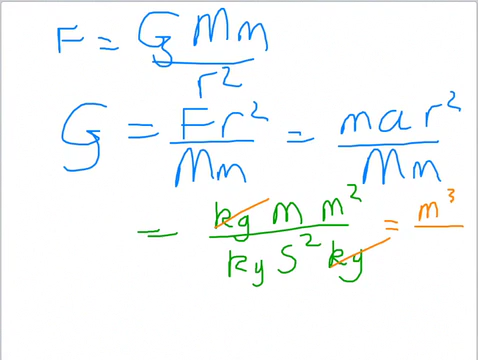 F = G Mm / r²
G = Fr² / Mm = mar² / Mm
= kg m m² / kg s² kg = m³ /